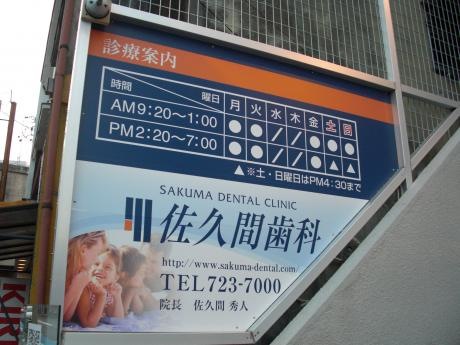 診療案内
時間 曜日 月 火 水 木 金 土 日
AM9:20~1:00 ● ● / / ● ● ●
PM2:20~7:00 ● ● / / ● ▲ ▲
▲※土・日曜日はPM4:30まで
SAKUMA DENTAL CLINIC
佐久間歯科
http://www.sakuma-dental.com/
TEL723-7000
院長 佐久間 秀人